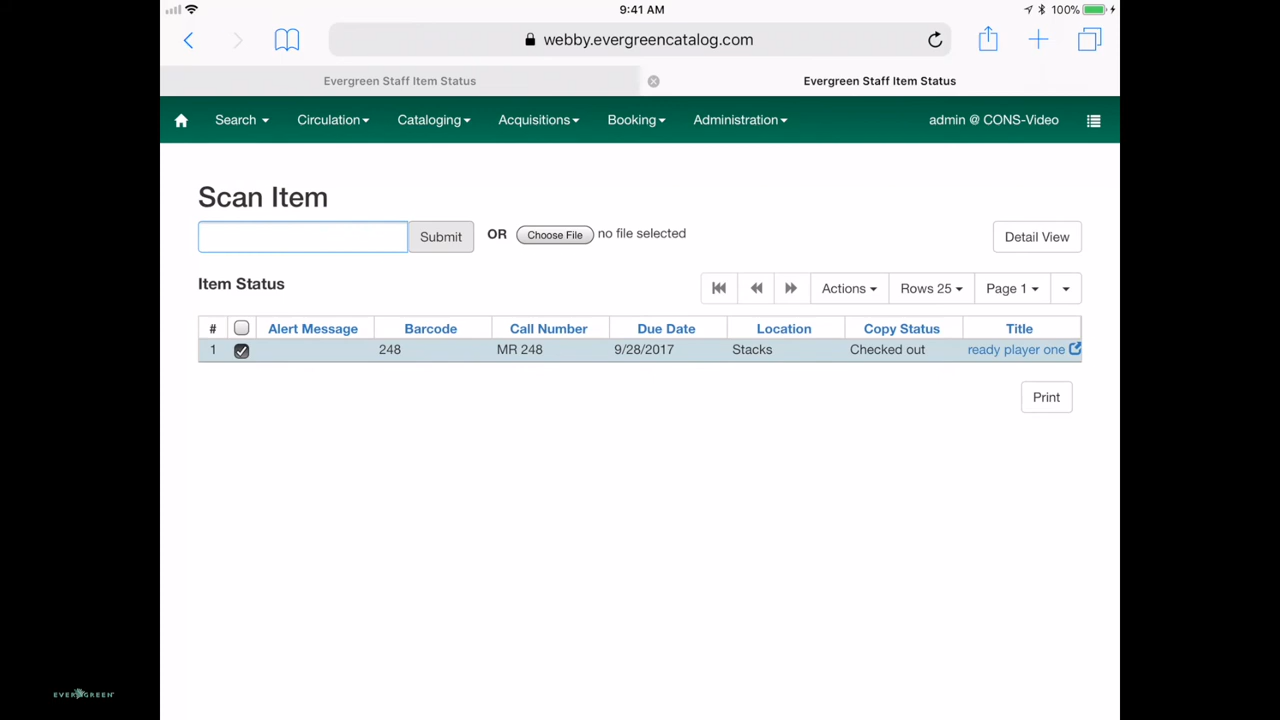 9:41 AM
100%
webby.evergreencatalog.com
Evergreen Staff Item Status
Evergreen Staff Item Status
Search Circulation Cataloging Acquisitions Booking Administration admin @ CONS-Video
Scan Item
Submit OR Choose File no file selected Detail View
Item Status Actions Rows 25 Page 1
# Alert Message Barcode Call Number Due Date Location Copy Status Title
1 248 MR 248 9/28/2017 Stacks Checked out ready player one
Print
EVERGREEN